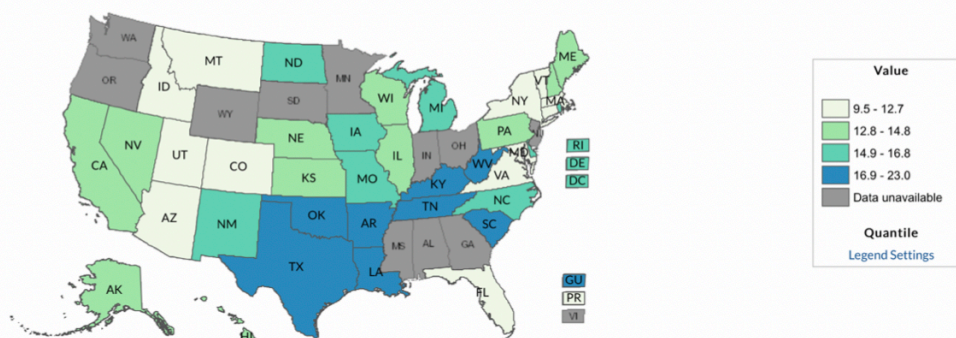 WA
MT
ND
MN
ME
OR
ID
WY
SD
WI
MI
VT
NY
MA
NV
UT
CO
NE
IA
IL
IN
OH
PA
MD
RI
DE
DC
CA
KS
MO
KY
WV
VA
AZ
NM
OK
AR
TN
NC
SC
TX
LA
MS
AL
GA
FL
AK
HI
GU
PR
VI
Value
9.5 - 12.7
12.8 - 14.8
14.9 - 16.8
16.9 - 23.0
Data unavailable
Quantile
Legend Settings